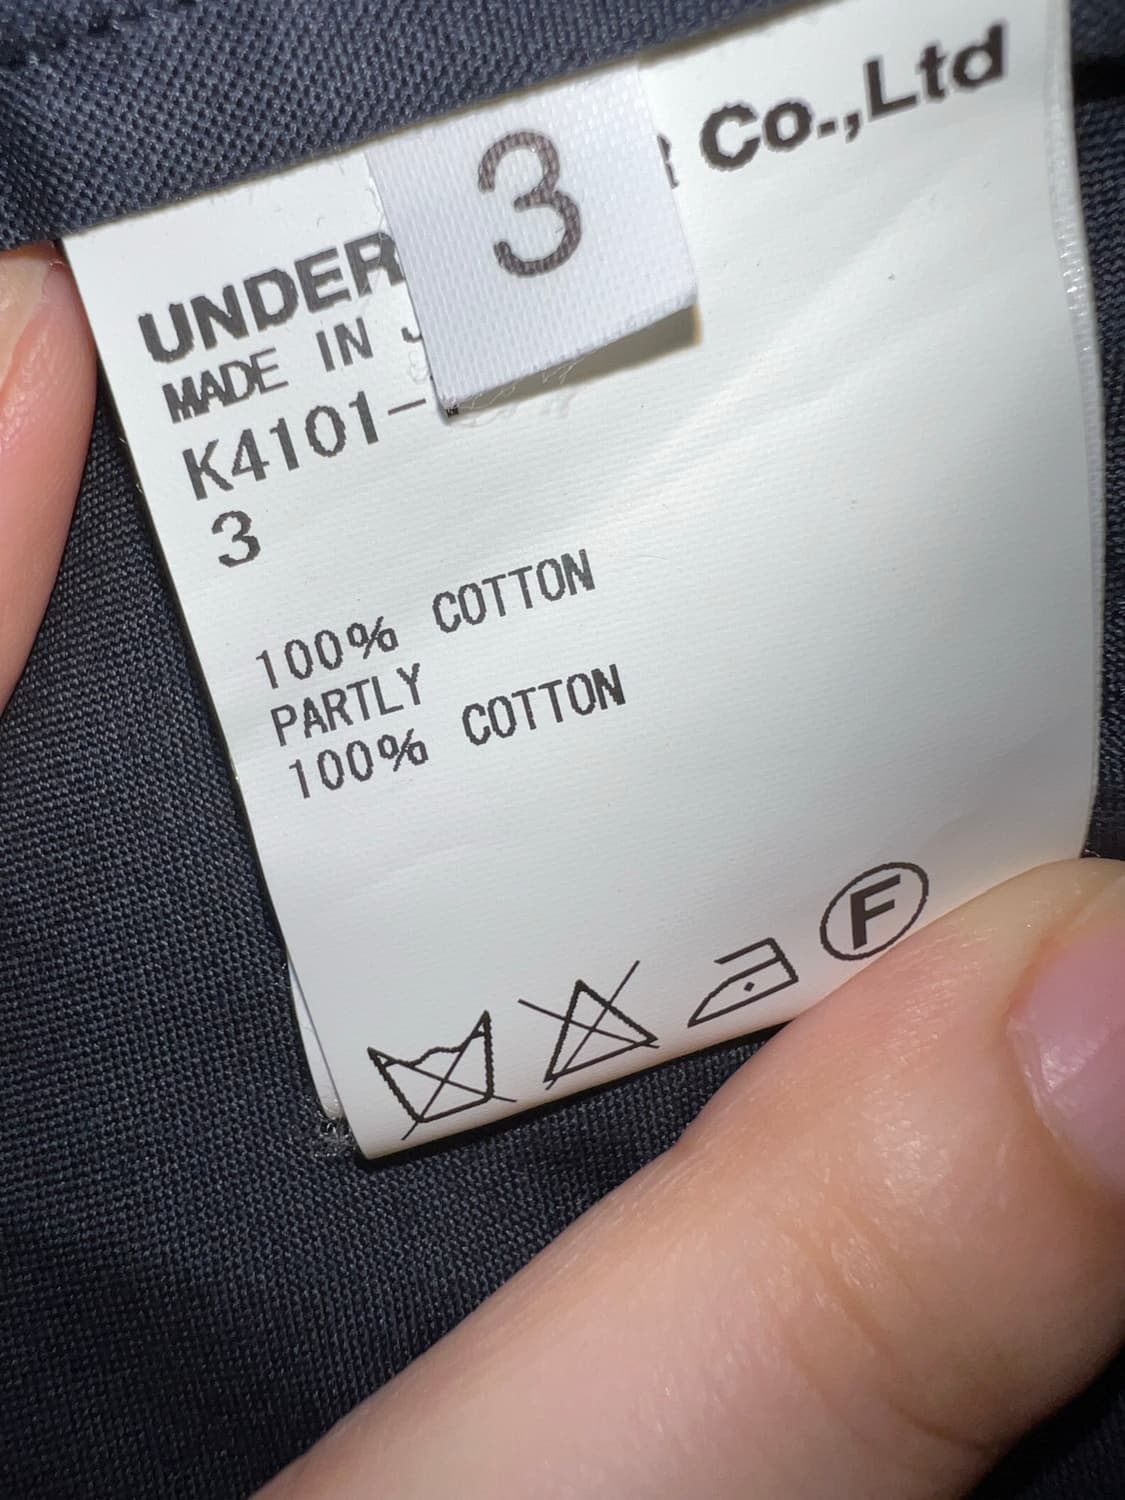 3
Co.,Ltd
UNDER
MADE IN
K4101-
3
100% COTTON
PARTLY
100% COTTON
F